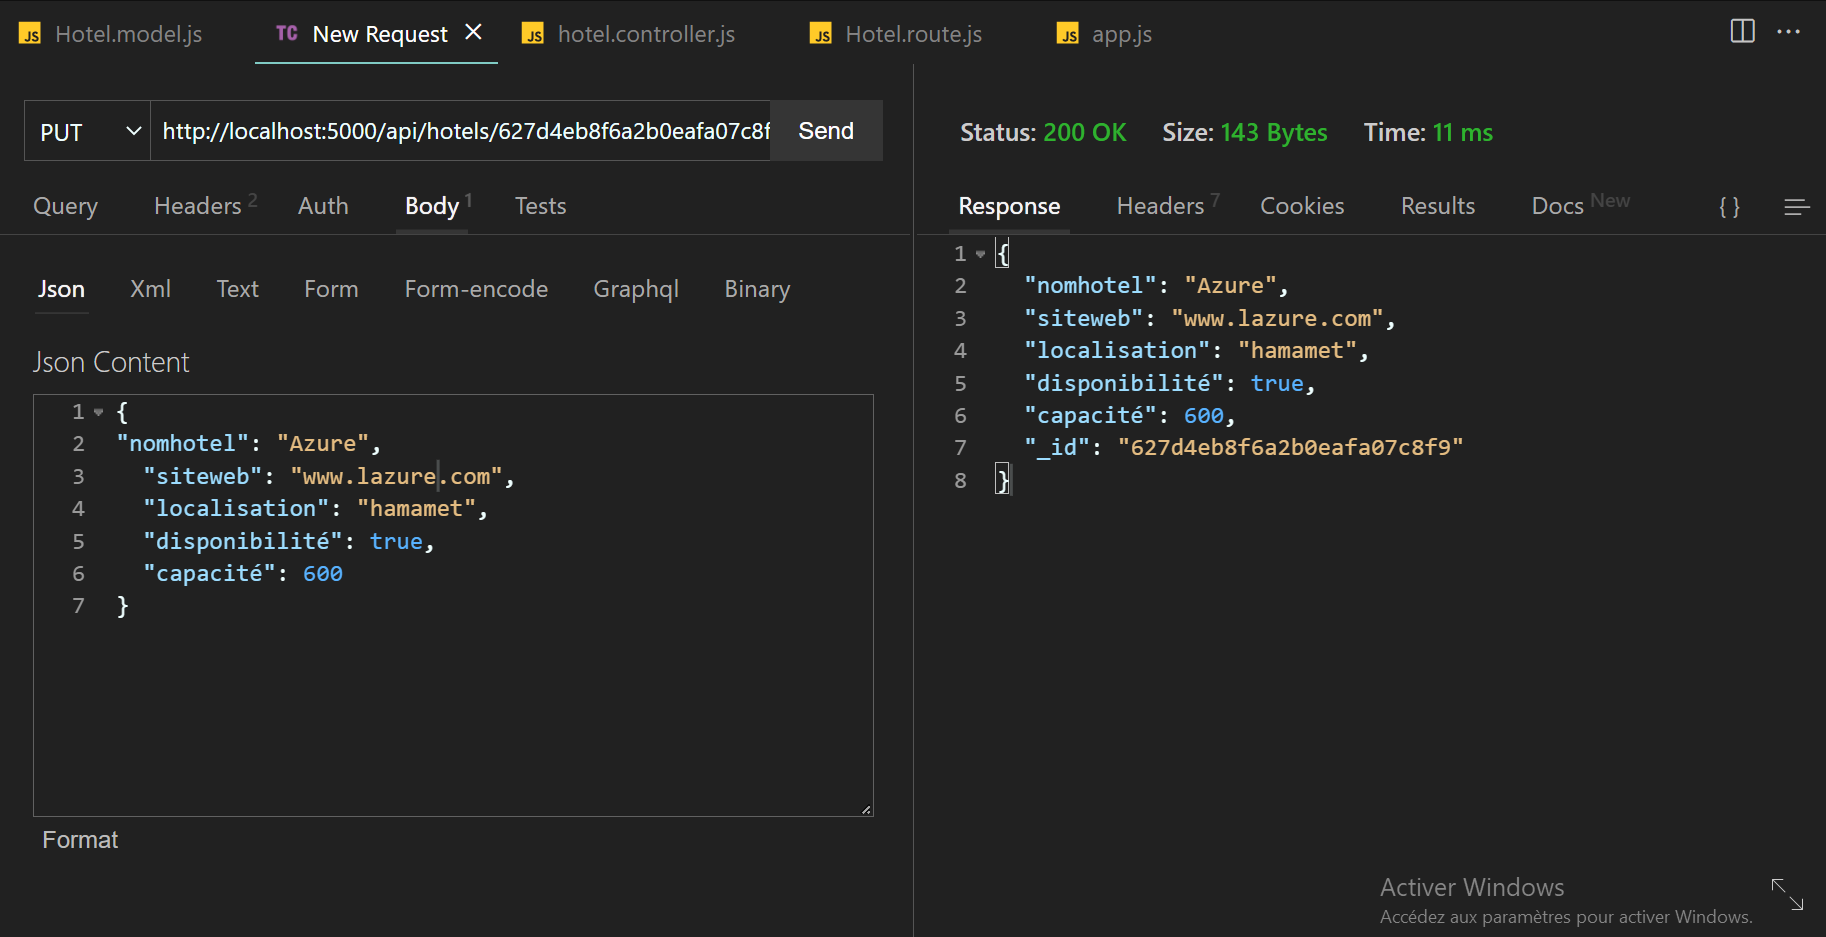 JS Hotel.model.js TC New Request × JS hotel.controller.js JS Hotel.route.js JS app.js ...
PUT http://localhost:5000/api/hotels/627d4eb8f6a2b0eafa07c8f Send
Query Headers 2 Auth Body 1 Tests
Json Xml Text Form Form-encode Graphql Binary
Json Content
1 {
2 "nomhotel": "Azure",
3 "siteweb": "www.lazure.com",
4 "localisation": "hamamet",
5 "disponibilité": true,
6 "capacité": 600
7 }
Format
Status: 200 OK Size: 143 Bytes Time: 11 ms
Response Headers 7 Cookies Results Docs New { }
1 {
2 "nomhotel": "Azure",
3 "siteweb": "www.lazure.com",
4 "localisation": "hamamet",
5 "disponibilité": true,
6 "capacité": 600,
7 "_id": "627d4eb8f6a2b0eafa07c8f9"
8 }
Activer Windows
Accédez aux paramètres pour activer Windows.